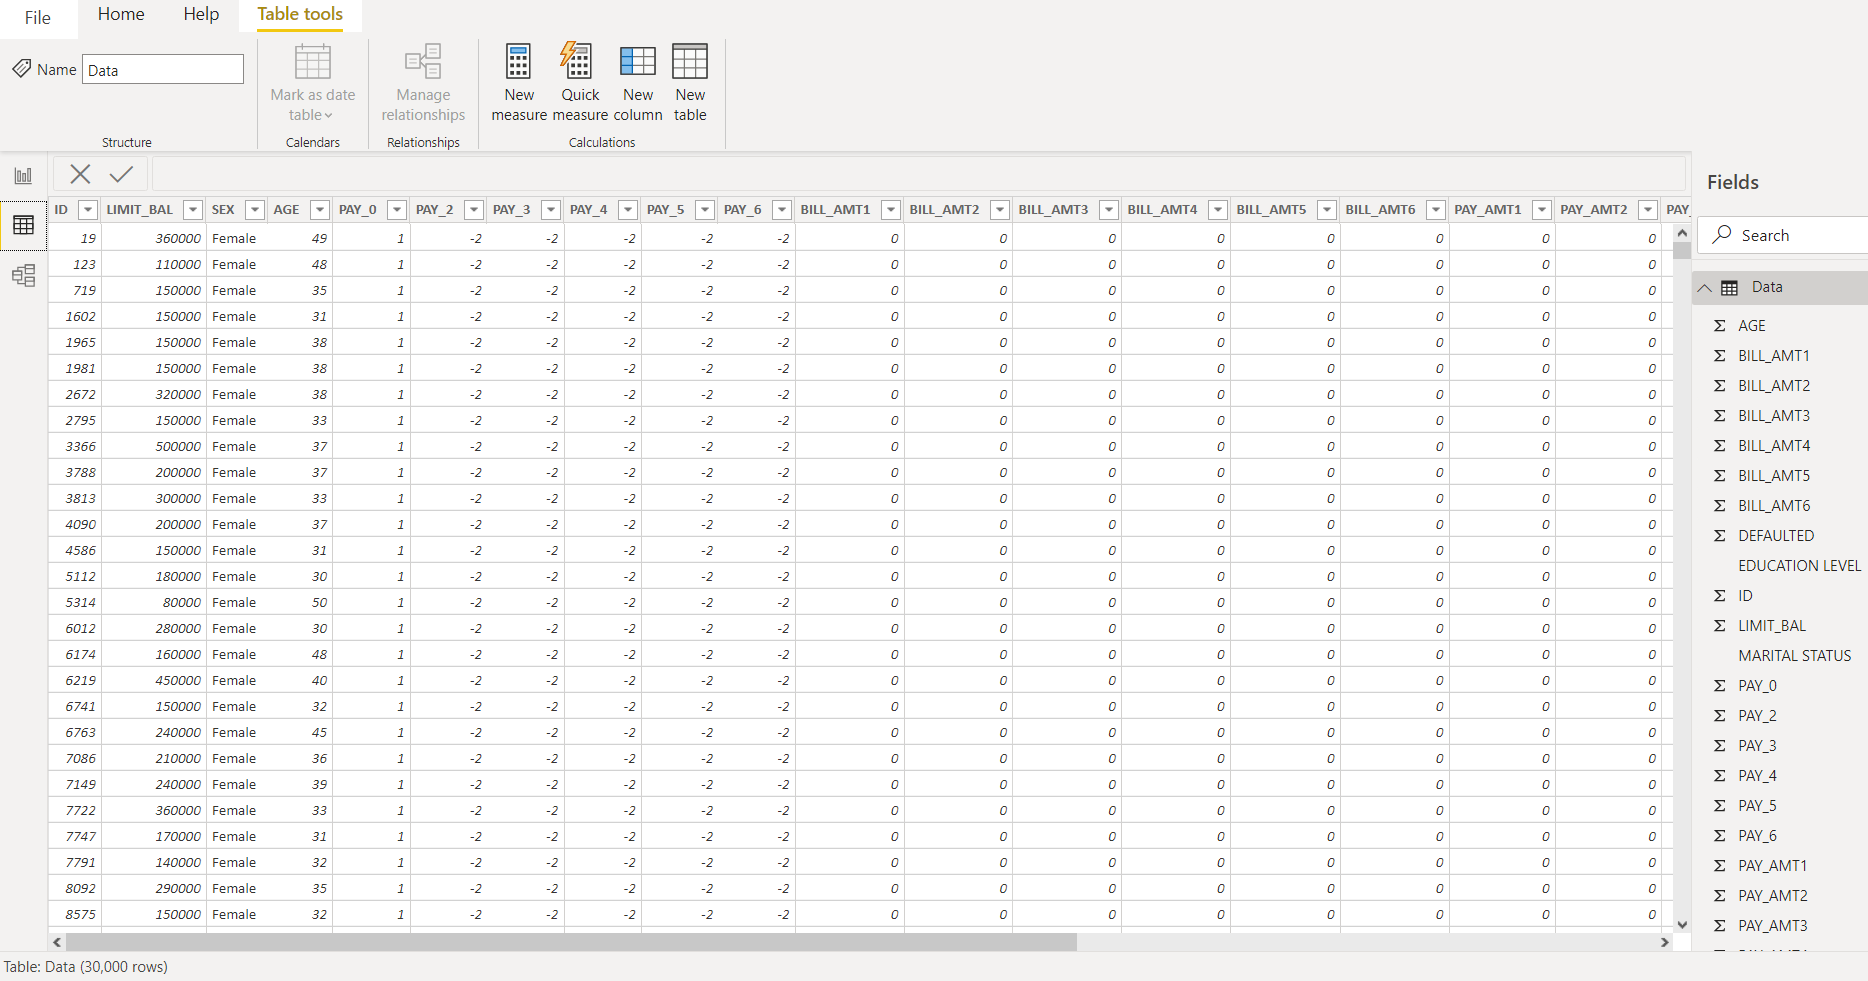 File Home Help Table tools
Name Data
Mark as date table
Manage relationships
New measure
Quick measure
New column
New table
Structure Calendars Relationships Calculations
ID LIMIT_BAL SEX AGE PAY_0 PAY_2 PAY_3 PAY_4 PAY_5 PAY_6 BILL_AMT1 BILL_AMT2 BILL_AMT3 BILL_AMT4 BILL_AMT5 BILL_AMT6 PAY_AMT1 PAY_AMT2 PAY_
19 360000 Female 49 1 -2 -2 -2 -2 -2 0 0 0 0 0 0 0 0
123 110000 Female 48 1 -2 -2 -2 -2 -2 0 0 0 0 0 0 0 0
719 150000 Female 35 1 -2 -2 -2 -2 -2 0 0 0 0 0 0 0 0
1602 150000 Female 31 1 -2 -2 -2 -2 -2 0 0 0 0 0 0 0 0
1965 150000 Female 38 1 -2 -2 -2 -2 -2 0 0 0 0 0 0 0 0
1981 150000 Female 38 1 -2 -2 -2 -2 -2 0 0 0 0 0 0 0 0
2672 320000 Female 38 1 -2 -2 -2 -2 -2 0 0 0 0 0 0 0 0
2795 150000 Female 33 1 -2 -2 -2 -2 -2 0 0 0 0 0 0 0 0
3366 500000 Female 37 1 -2 -2 -2 -2 -2 0 0 0 0 0 0 0 0
3788 200000 Female 37 1 -2 -2 -2 -2 -2 0 0 0 0 0 0 0 0
3813 300000 Female 33 1 -2 -2 -2 -2 -2 0 0 0 0 0 0 0 0
4090 200000 Female 37 1 -2 -2 -2 -2 -2 0 0 0 0 0 0 0 0
4586 150000 Female 31 1 -2 -2 -2 -2 -2 0 0 0 0 0 0 0 0
5112 180000 Female 30 1 -2 -2 -2 -2 -2 0 0 0 0 0 0 0 0
5314 80000 Female 50 1 -2 -2 -2 -2 -2 0 0 0 0 0 0 0 0
6012 280000 Female 30 1 -2 -2 -2 -2 -2 0 0 0 0 0 0 0 0
6174 160000 Female 48 1 -2 -2 -2 -2 -2 0 0 0 0 0 0 0 0
6219 450000 Female 40 1 -2 -2 -2 -2 -2 0 0 0 0 0 0 0 0
6741 150000 Female 32 1 -2 -2 -2 -2 -2 0 0 0 0 0 0 0 0
6763 240000 Female 45 1 -2 -2 -2 -2 -2 0 0 0 0 0 0 0 0
7086 210000 Female 36 1 -2 -2 -2 -2 -2 0 0 0 0 0 0 0 0
7149 240000 Female 39 1 -2 -2 -2 -2 -2 0 0 0 0 0 0 0 0
7722 360000 Female 33 1 -2 -2 -2 -2 -2 0 0 0 0 0 0 0 0
7747 170000 Female 31 1 -2 -2 -2 -2 -2 0 0 0 0 0 0 0 0
7791 140000 Female 32 1 -2 -2 -2 -2 -2 0 0 0 0 0 0 0 0
8092 290000 Female 35 1 -2 -2 -2 -2 -2 0 0 0 0 0 0 0 0
8575 150000 Female 32 1 -2 -2 -2 -2 -2 0 0 0 0 0 0 0 0
Fields
Search
Data
AGE
BILL_AMT1
BILL_AMT2
BILL_AMT3
BILL_AMT4
BILL_AMT5
BILL_AMT6
DEFAULTED
EDUCATION LEVEL
ID
LIMIT_BAL
MARITAL STATUS
PAY_0
PAY_2
PAY_3
PAY_4
PAY_5
PAY_6
PAY_AMT1
PAY_AMT2
PAY_AMT3
Table: Data (30,000 rows)